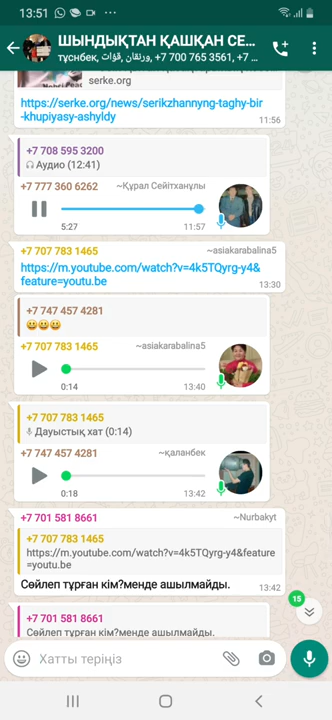 13:51
ШЫНДЫҚТАН ҚАШҚАН СЕ...
түснбек, ورنقان, قۋات, +7 700 765 3561, +7 ...
serke.org
https://serke.org/news/serikzhannyng-taghy-bir
-khupiyasy-ashyldy
11:56
+7 708 595 3200
Аудио (12:41)
+7 777 360 6262 ~Құрал Сейітханұлы
5:27 11:57
+7 707 783 1465 ~asiakarabalina5
https://m.youtube.com/watch?v=4k5TQyrg-y4&
feature=youtu.be
13:30
+7 747 457 4281
😀😀😀
+7 707 783 1465 ~asiakarabalina5
0:14 13:40
+7 707 783 1465
Дауыстық хат (0:14)
+7 747 457 4281 ~қаланбек
0:18 13:42
+7 701 581 8661 ~Nurbakyt
+7 707 783 1465
https://m.youtube.com/watch?v=4k5TQyrg-y4&feature
=youtu.be
Сөйлеп тұрған кім?менде ашылмайды.
13:42
15
+7 701 581 8661
Сөйлеп тұрған кім?менде ашылмайды.
Хатты теріңіз